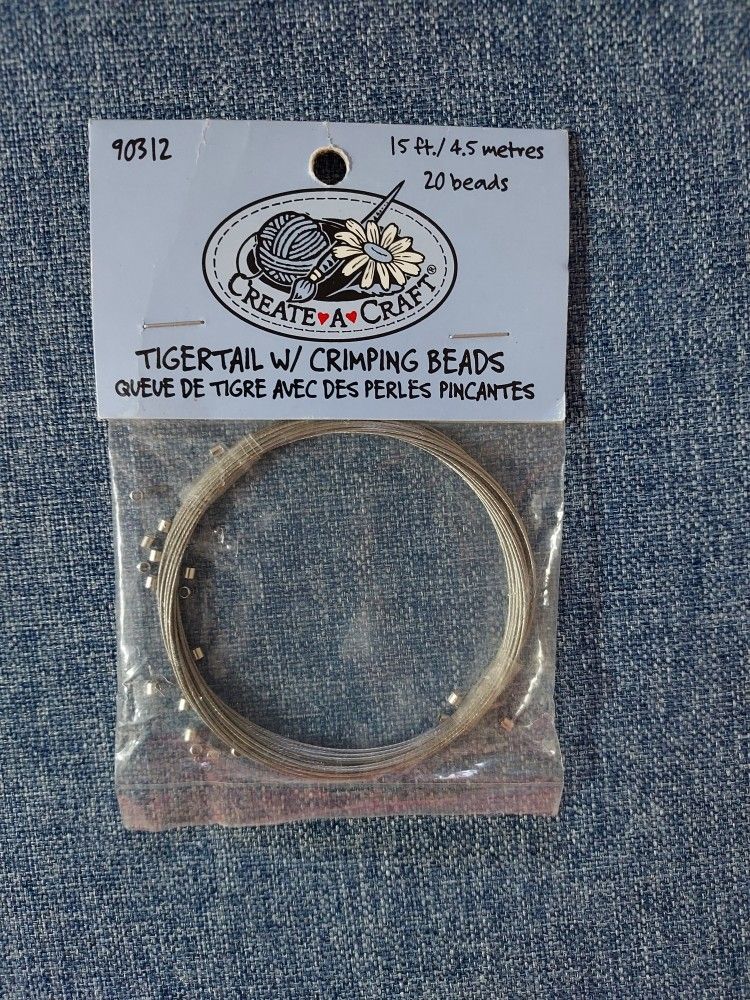 90312
15 ft./4.5 metres
20 beads
CREATE♥A♥CRAFT®
TIGERTAIL W/ CRIMPING BEADS
QUEUE DE TIGRE AVEC DES PERLES PINCANTES